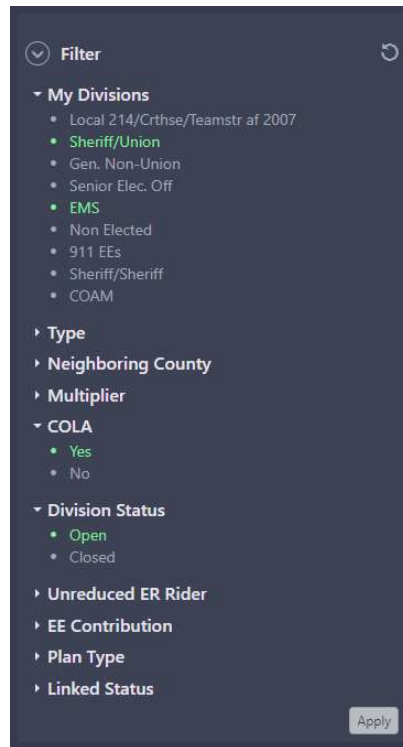 Filter
My Divisions
Local 214/Crthse/Teamstr af 2007
Sheriff/Union
Gen. Non-Union
Senior Elec. Off
EMS
Non Elected
911 EEs
Sheriff/Sheriff
COAM
Type
Neighboring County
Multiplier
COLA
Yes
No
Division Status
Open
Closed
Unreduced ER Rider
EE Contribution
Plan Type
Linked Status
Apply